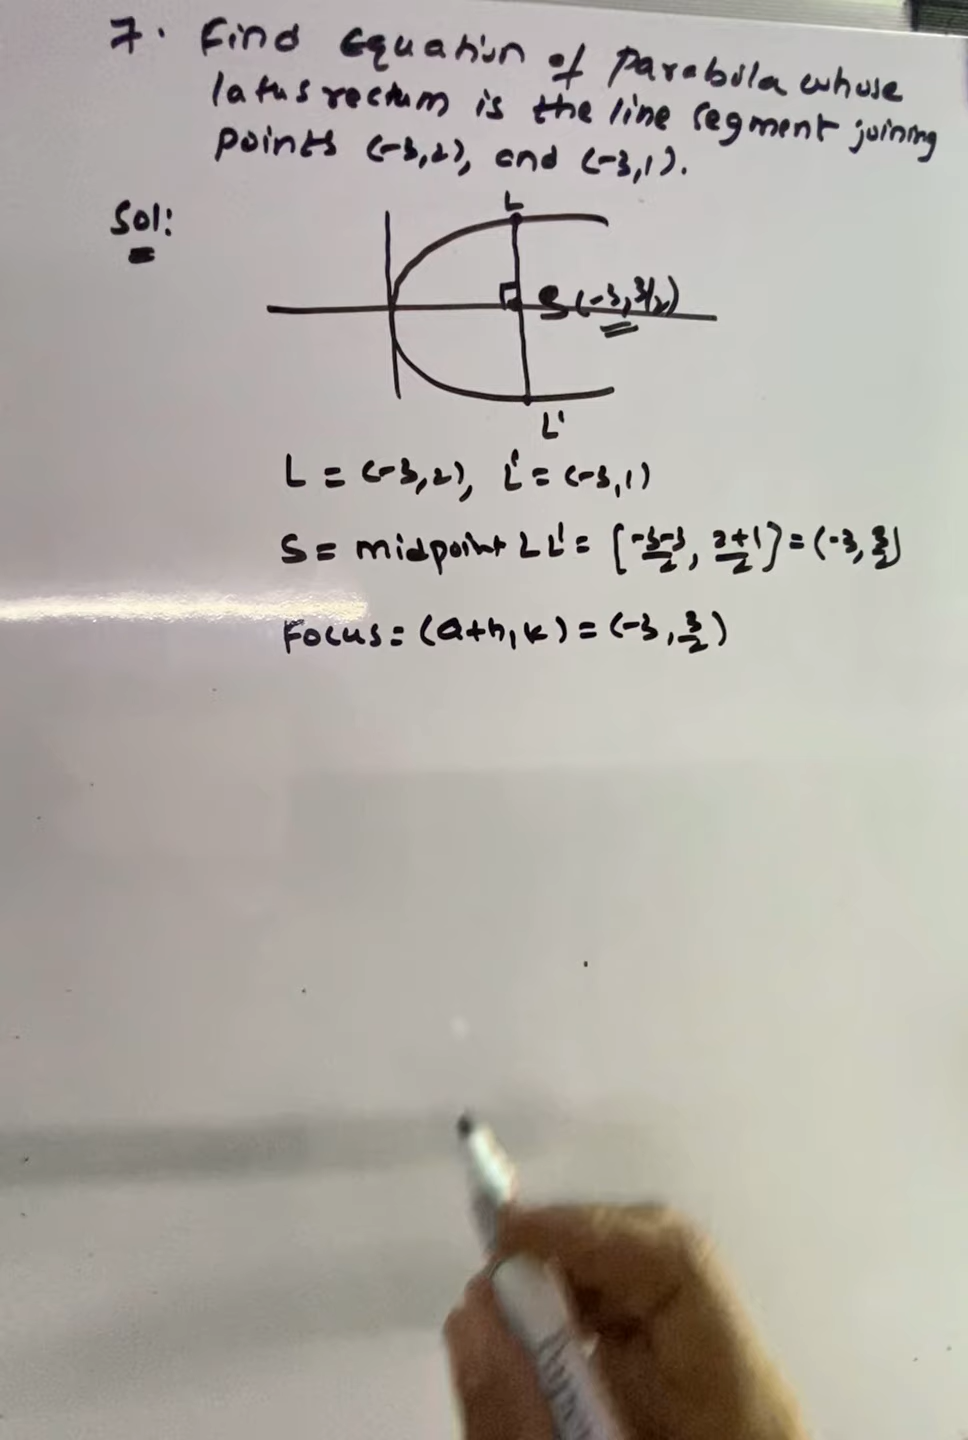 7. Find Equation of Parabola whose
latus rectum is the line segment joining
points (-3,2), and (-3,1).
Sol:
L
S(-3, 3/2)
L'
L = (-3,2), L' = (-3,1)
S = midpoint LL' = [-3-3/2, 2+1/2] = (-3, 3/2)
Focus = (a+h, k) = (-3, 3/2)